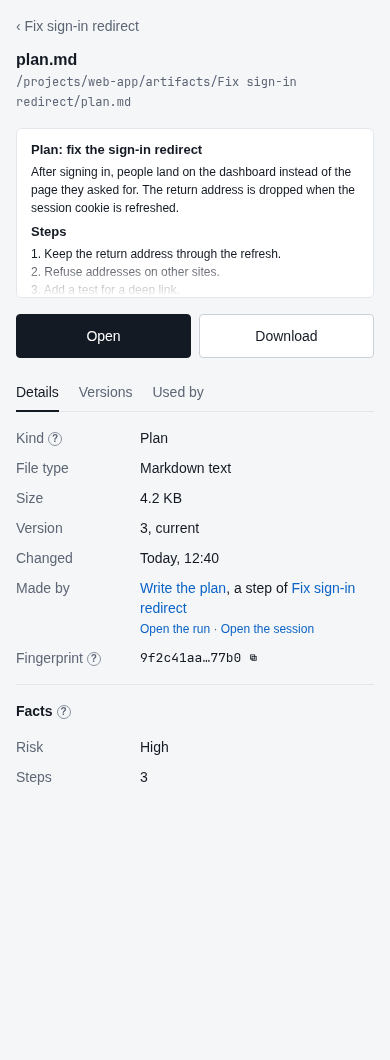 ‹ Fix sign-in redirect
plan.md
/projects/web-app/artifacts/Fix sign-in
redirect/plan.md
Plan: fix the sign-in redirect
After signing in, people land on the dashboard instead of the
page they asked for. The return address is dropped when the
session cookie is refreshed.
Steps
1. Keep the return address through the refresh.
2. Refuse addresses on other sites.
3. Add a test for a deep link.
Open Download
Details Versions Used by
Kind ? Plan
File type Markdown text
Size 4.2 KB
Version 3, current
Changed Today, 12:40
Made by Write the plan, a step of Fix sign-in
redirect
Open the run · Open the session
Fingerprint ? 9f2c41aa…77b0
Facts ?
Risk High
Steps 3